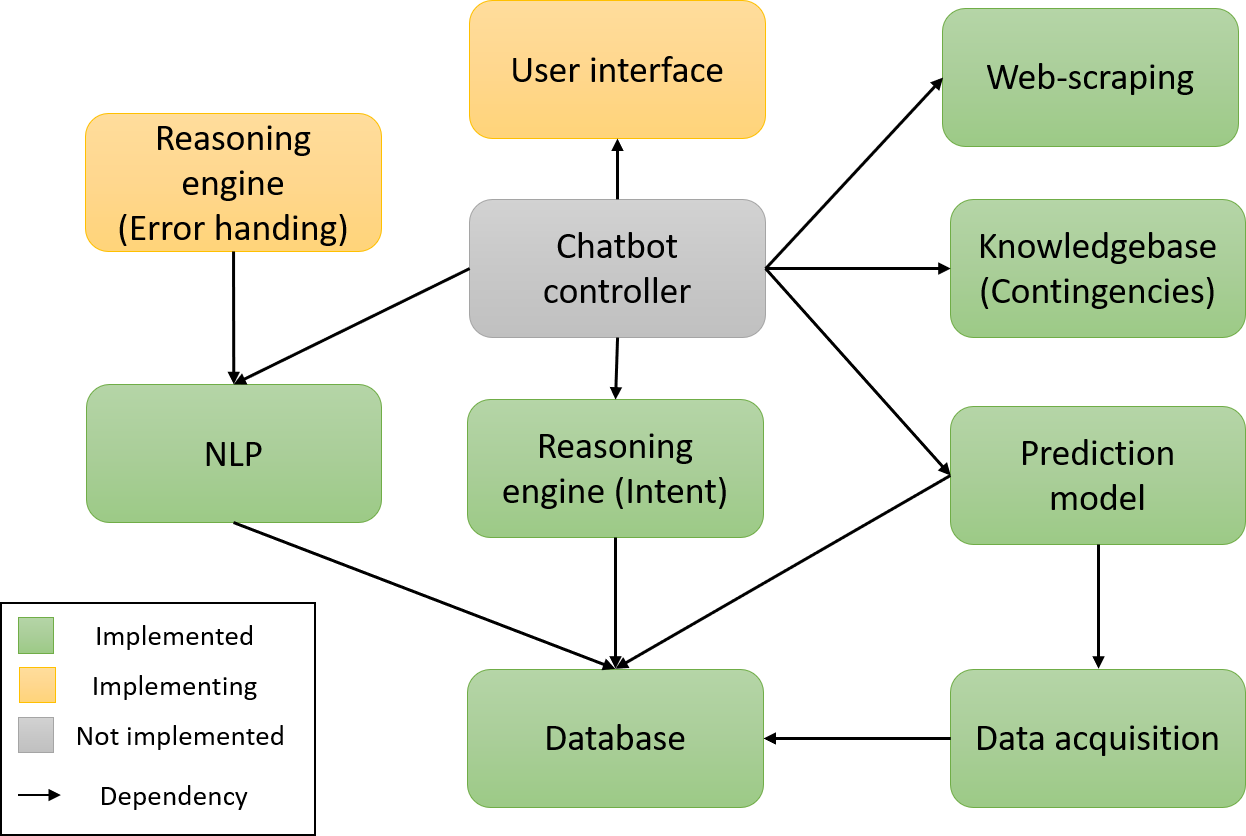 User interface
Web-scraping
Reasoning
engine
(Error handing)
Chatbot
controller
Knowledgebase
(Contingencies)
NLP
Reasoning
engine (Intent)
Prediction
model
Implemented
Implementing
Not implemented
Dependency
Database
Data acquisition